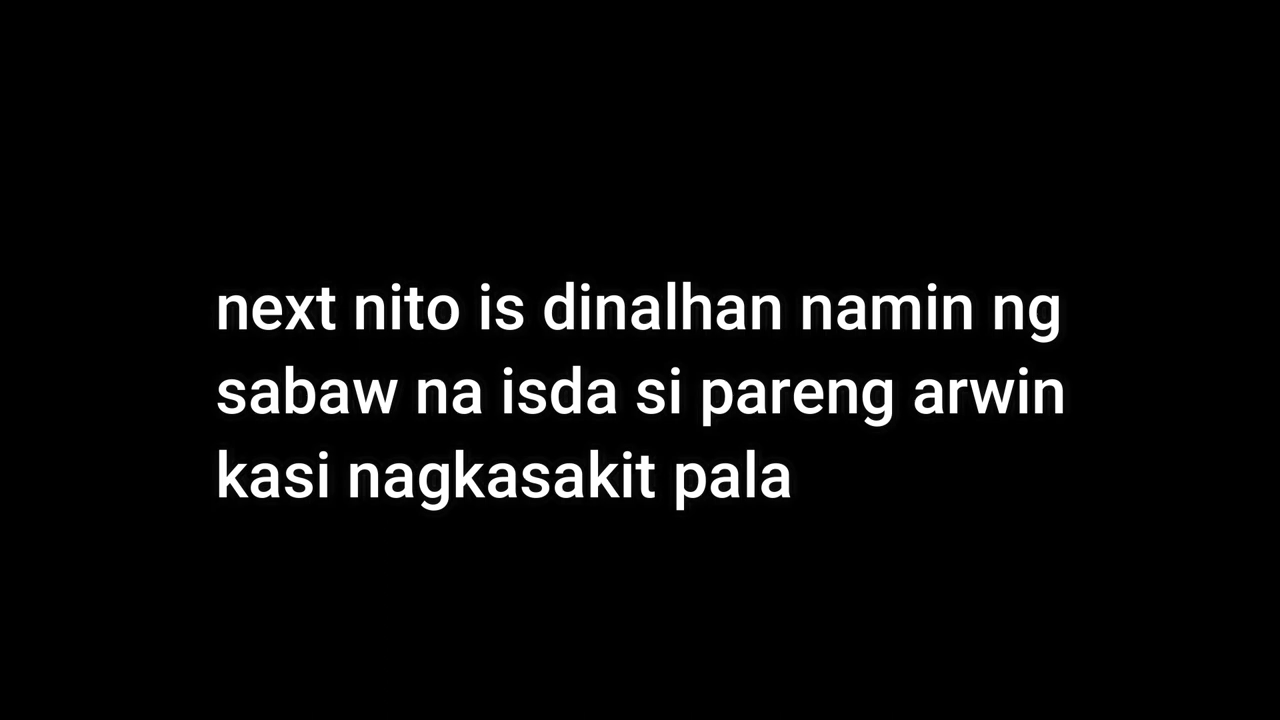 next nito is dinalhan namin ng
sabaw na isda si pareng arwin
kasi nagkasakit pala